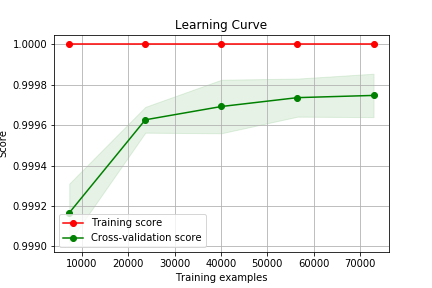 Learning Curve
1.0000
0.9998
0.9996
0.9994
0.9992
0.9990
Score
Training score
Cross-validation score
10000 20000 30000 40000 50000 60000 70000
Training examples